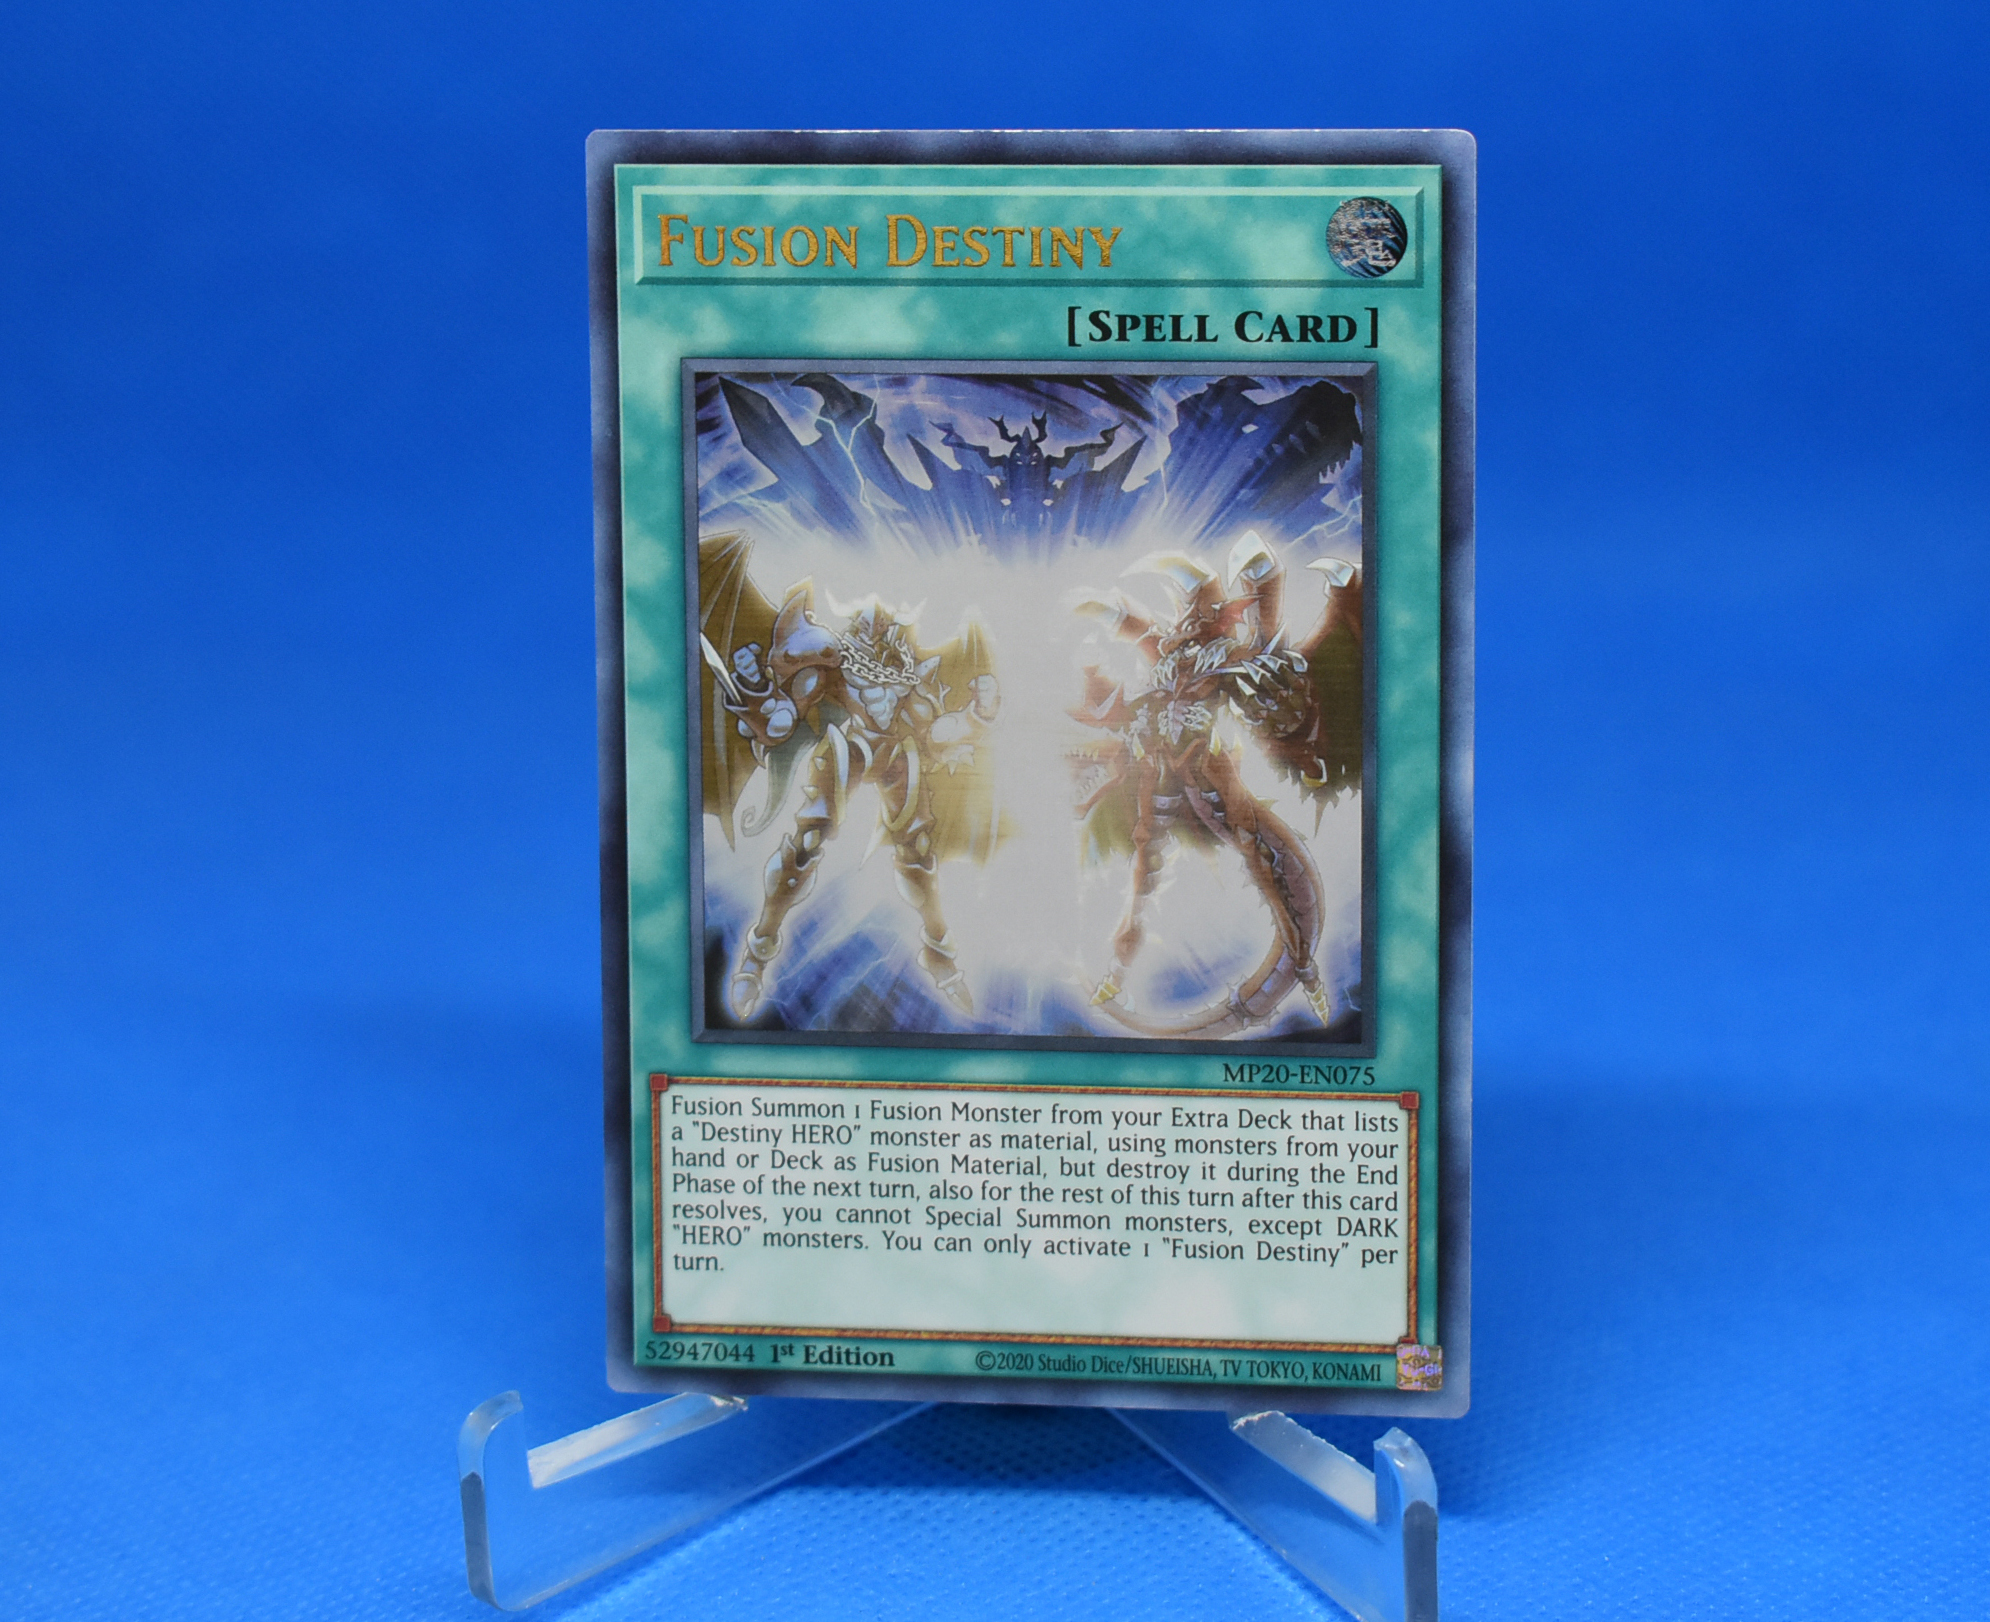 FUSION DESTINY
[SPELL CARD]
MP20-EN075
Fusion Summon 1 Fusion Monster from your Extra Deck that lists
a "Destiny HERO" monster as material, using monsters from your
hand or Deck as Fusion Material, but destroy it during the End
Phase of the next turn, also for the rest of this turn after this card
resolves, you cannot Special Summon monsters, except DARK
"HERO" monsters. You can only activate 1 "Fusion Destiny" per
turn.
52947044 1st Edition ©2020 Studio Dice/SHUEISHA, TV TOKYO, KONAMI